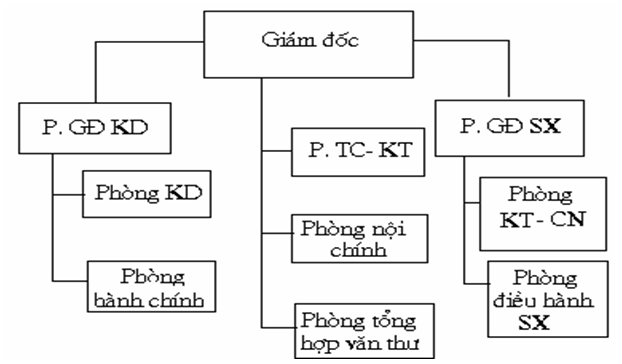 Giám đốc
P. GĐ KD
P. TC- KT
P. GĐ SX
Phòng KD
Phòng
KT - CN
Phòng nội
chính
Phòng
hành chính
Phòng
điều hành
SX
Phòng tổng
hợp văn thư